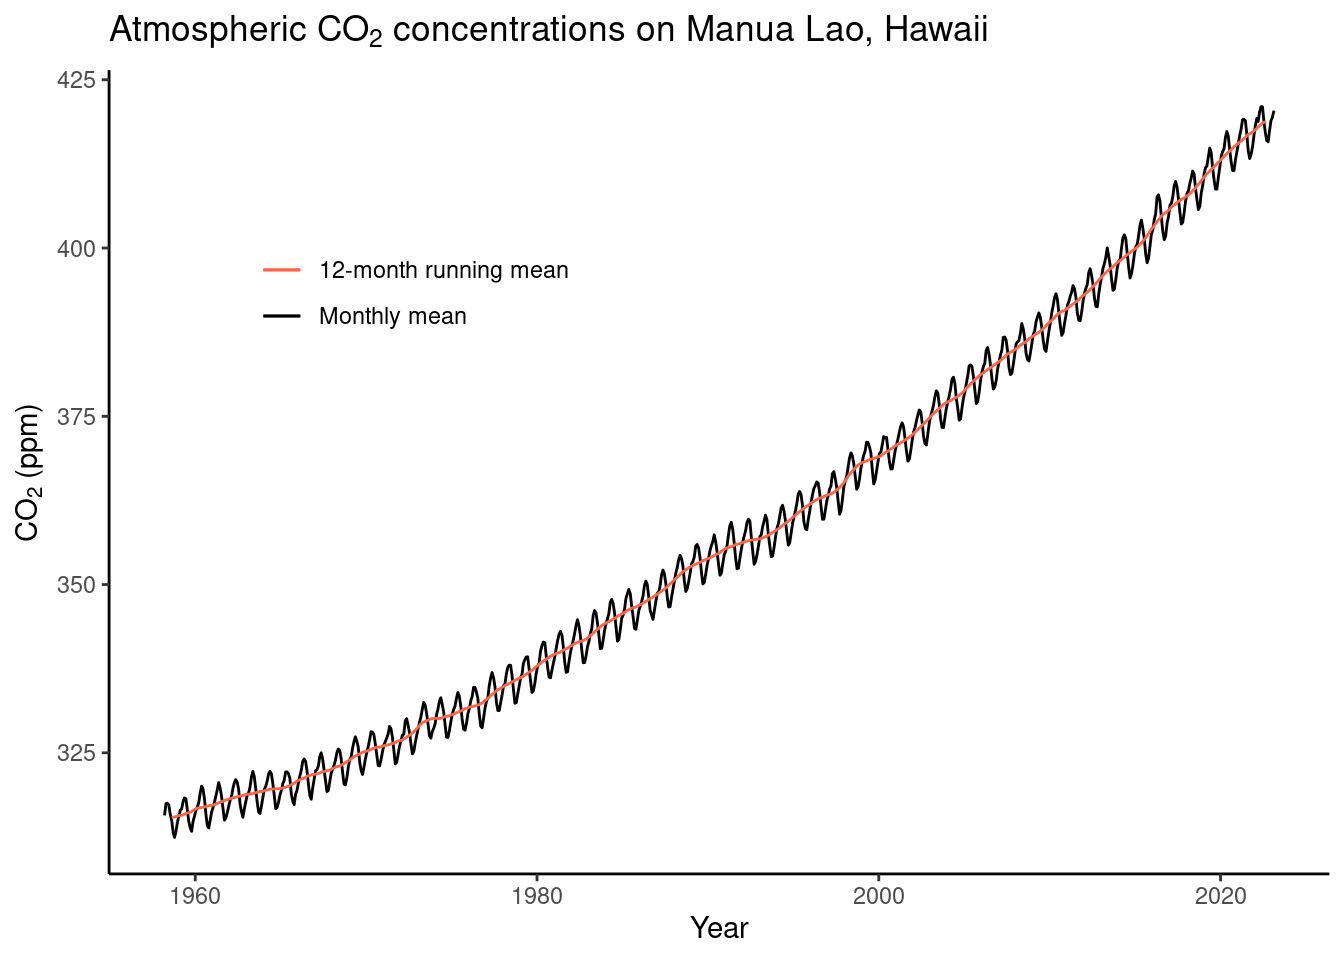 Atmospheric CO₂ concentrations on Manua Lao, Hawaii
425
400
375
350
325
CO₂ (ppm)
12-month running mean
Monthly mean
1960 1980 2000 2020
Year